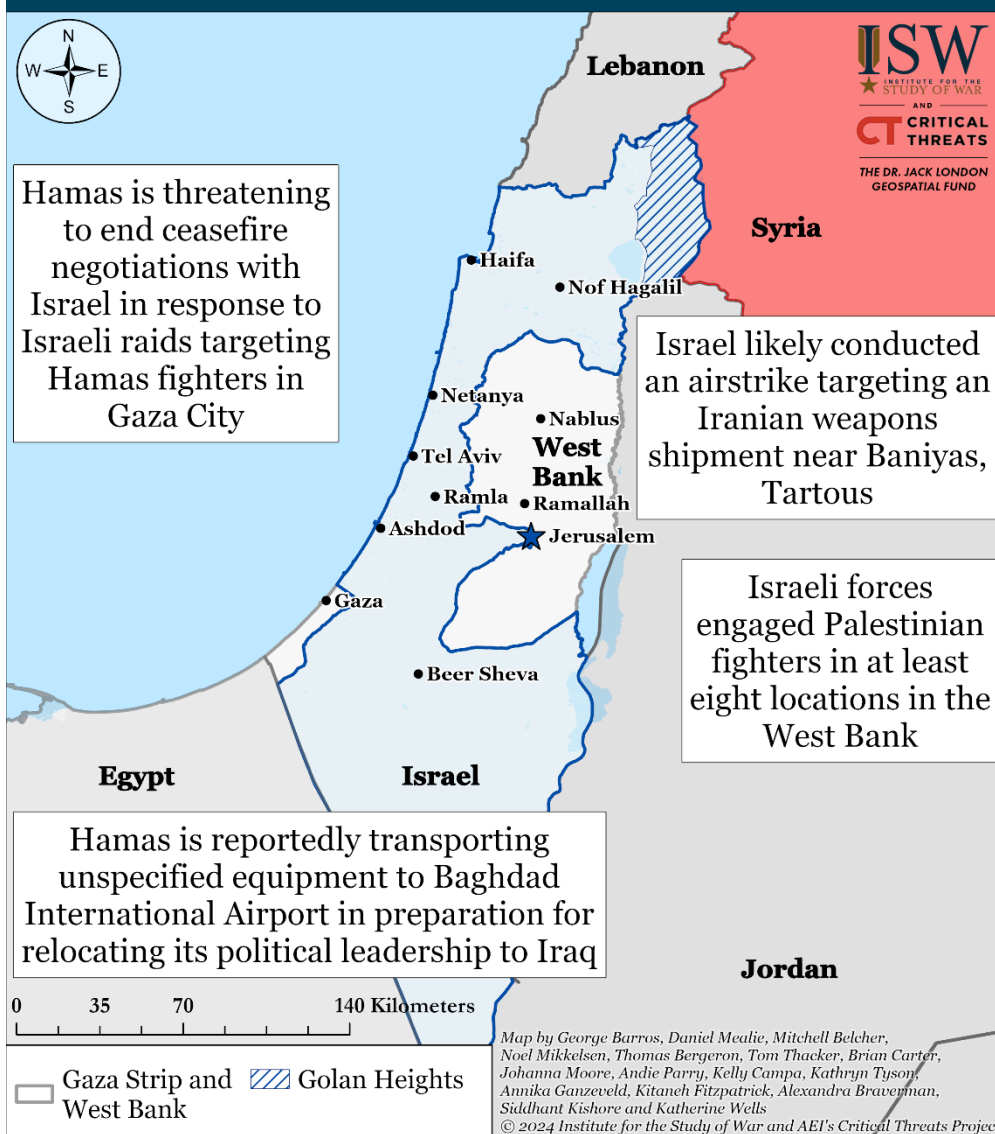 N
W
E
S
ISW
INSTITUTE FOR THE
STUDY OF WAR
AND
CT CRITICAL
THREATS
THE DR. JACK LONDON
GEOSPATIAL FUND
Lebanon
Syria
Hamas is threatening
to end ceasefire
negotiations with
Israel in response to
Israeli raids targeting
Hamas fighters in
Gaza City
Haifa
Nof Hagalil
Israel likely conducted
an airstrike targeting an
Iranian weapons
shipment near Baniyas,
Tartous
Netanya
Nablus
West
Bank
Tel Aviv
Ramla
Ramallah
Ashdod
Jerusalem
Gaza
Israeli forces
engaged Palestinian
fighters in at least
eight locations in the
West Bank
Beer Sheva
Egypt
Israel
Hamas is reportedly transporting
unspecified equipment to Baghdad
International Airport in preparation for
relocating its political leadership to Iraq
Jordan
0 35 70 140 Kilometers
Gaza Strip and
West Bank
Golan Heights
Map by George Barros, Daniel Mealie, Mitchell Belcher,
Noel Mikkelsen, Thomas Bergeron, Tom Thacker, Brian Carter,
Johanna Moore, Andie Parry, Kelly Campa, Kathryn Tyson,
Annika Ganzeveld, Kitaneh Fitzpatrick, Alexandra Braverman,
Siddhant Kishore and Katherine Wells
© 2024 Institute for the Study of War and AEI's Critical Threats Projec